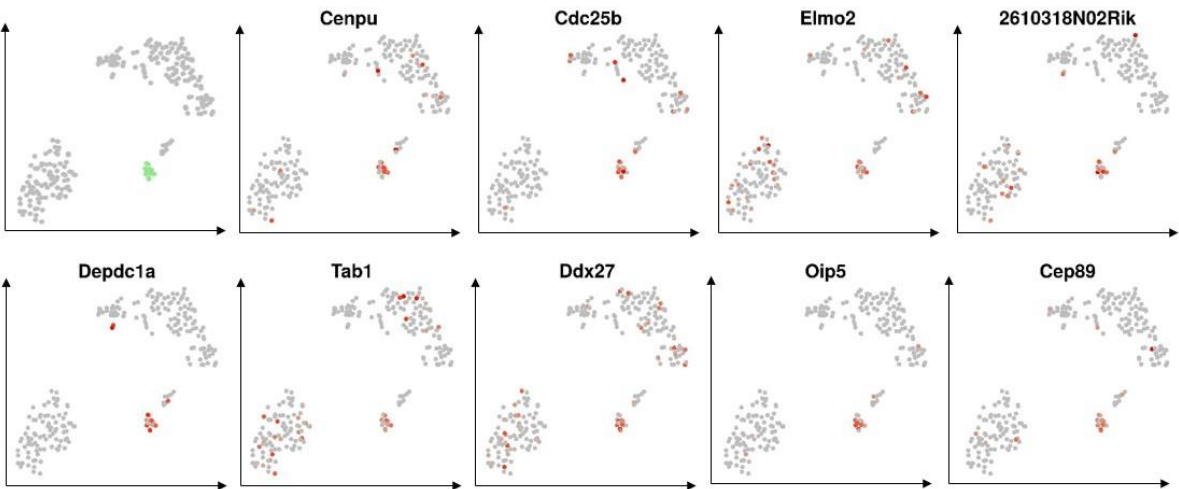 Cenpu
Cdc25b
Elmo2
2610318N02Rik
Depdc1a
Tab1
Ddx27
Oip5
Cep89